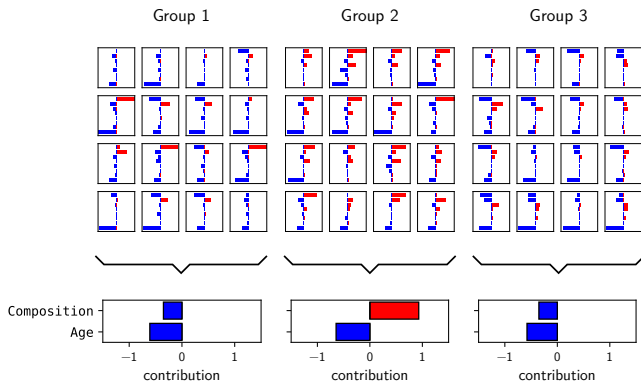 Group 1 Group 2 Group 3
Composition
Age
−1 0 1 −1 0 1 −1 0 1
contribution contribution contribution